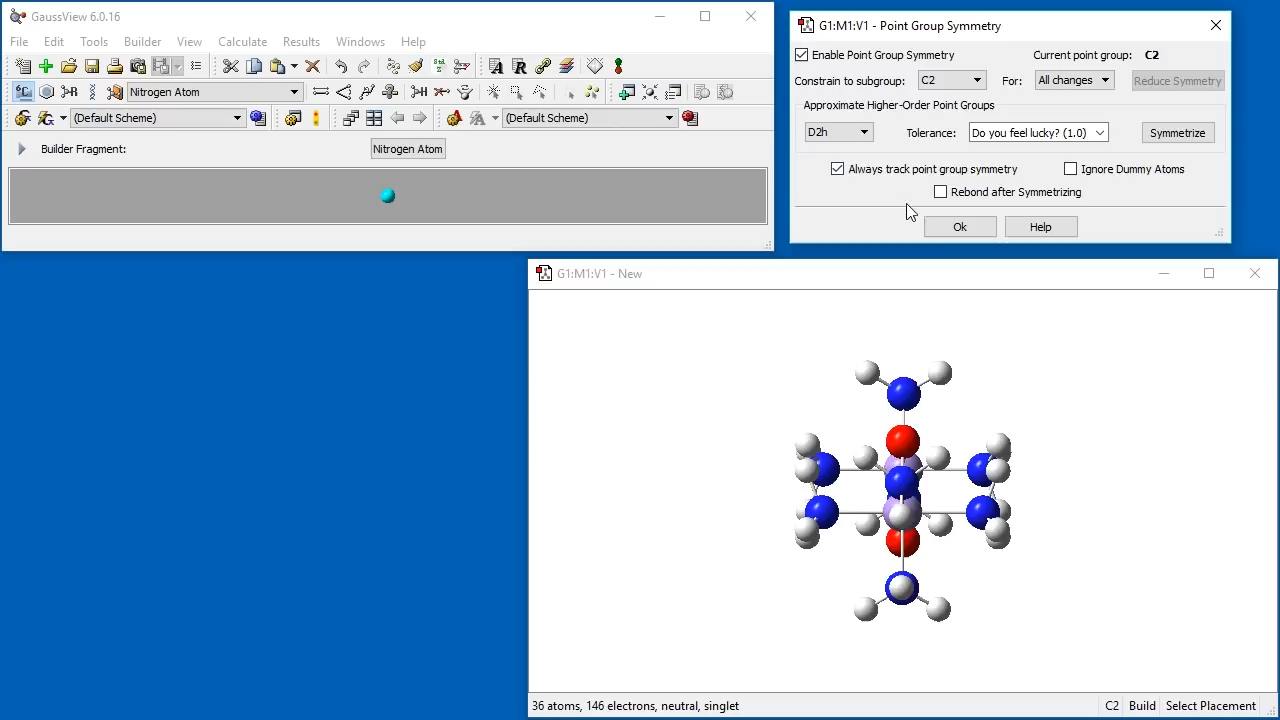 GaussView 6.0.16
File Edit Tools Builder View Calculate Results Windows Help
Nitrogen Atom
(Default Scheme) (Default Scheme)
Builder Fragment: Nitrogen Atom
G1:M1:V1 - Point Group Symmetry
Enable Point Group Symmetry Current point group: C2
Constrain to subgroup: C2 For: All changes Reduce Symmetry
Approximate Higher-Order Point Groups
D2h Tolerance: Do you feel lucky? (1.0) Symmetrize
Always track point group symmetry Ignore Dummy Atoms
Rebond after Symmetrizing
Ok Help
G1:M1:V1 - New
36 atoms, 146 electrons, neutral, singlet C2 Build Select Placement